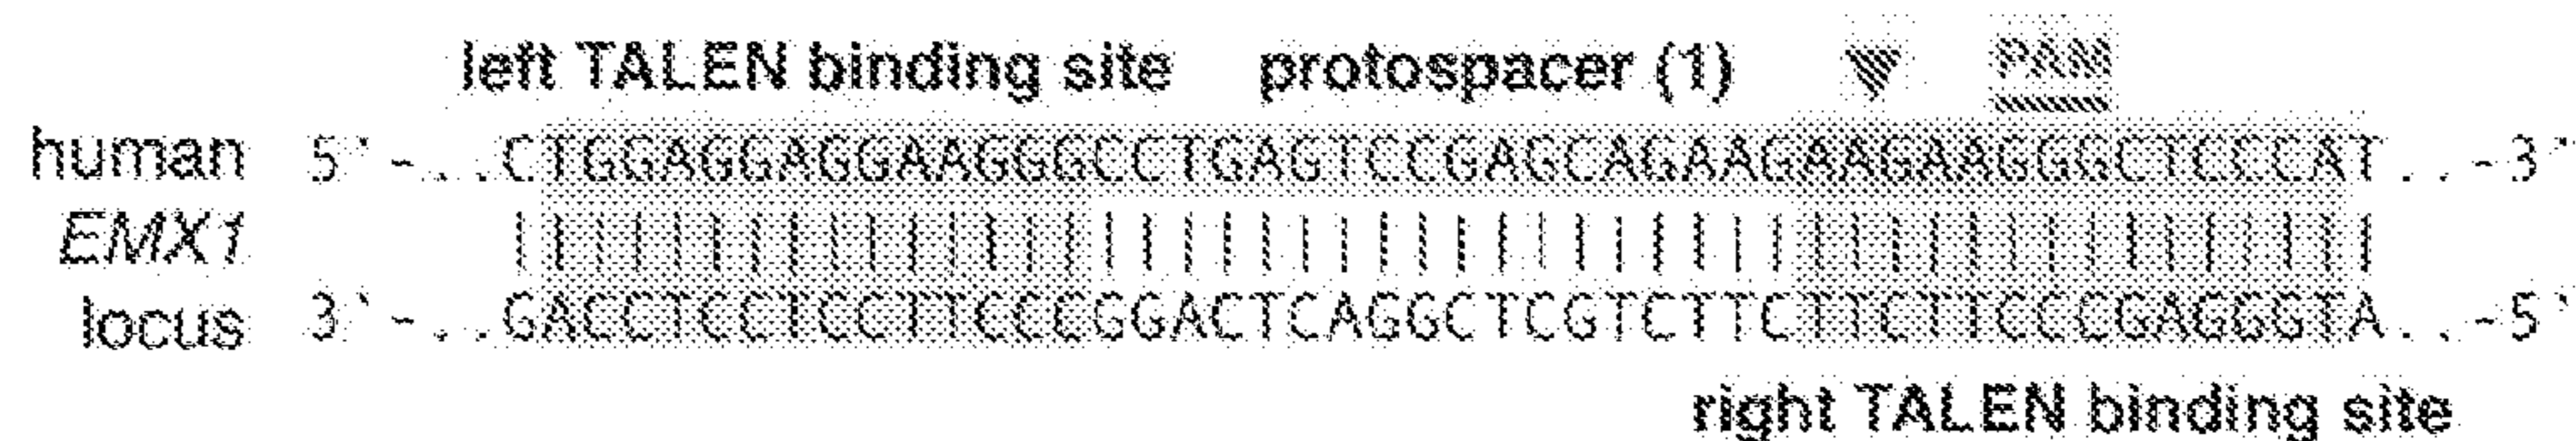 left TALEN binding site protospacer (1) ▼ PAM
human 5'-...CTGGAGGAGGAAGGGCCTGAGTCCGAGCAGAAGAAGAAGGGCTCCCAT..-3'
EMX1
locus 3'-...GACCTCCTCCTTCCCGGACTCAGGCTCGTCTTCTTCTTCCCGAGGGTA..-5'
right TALEN binding site